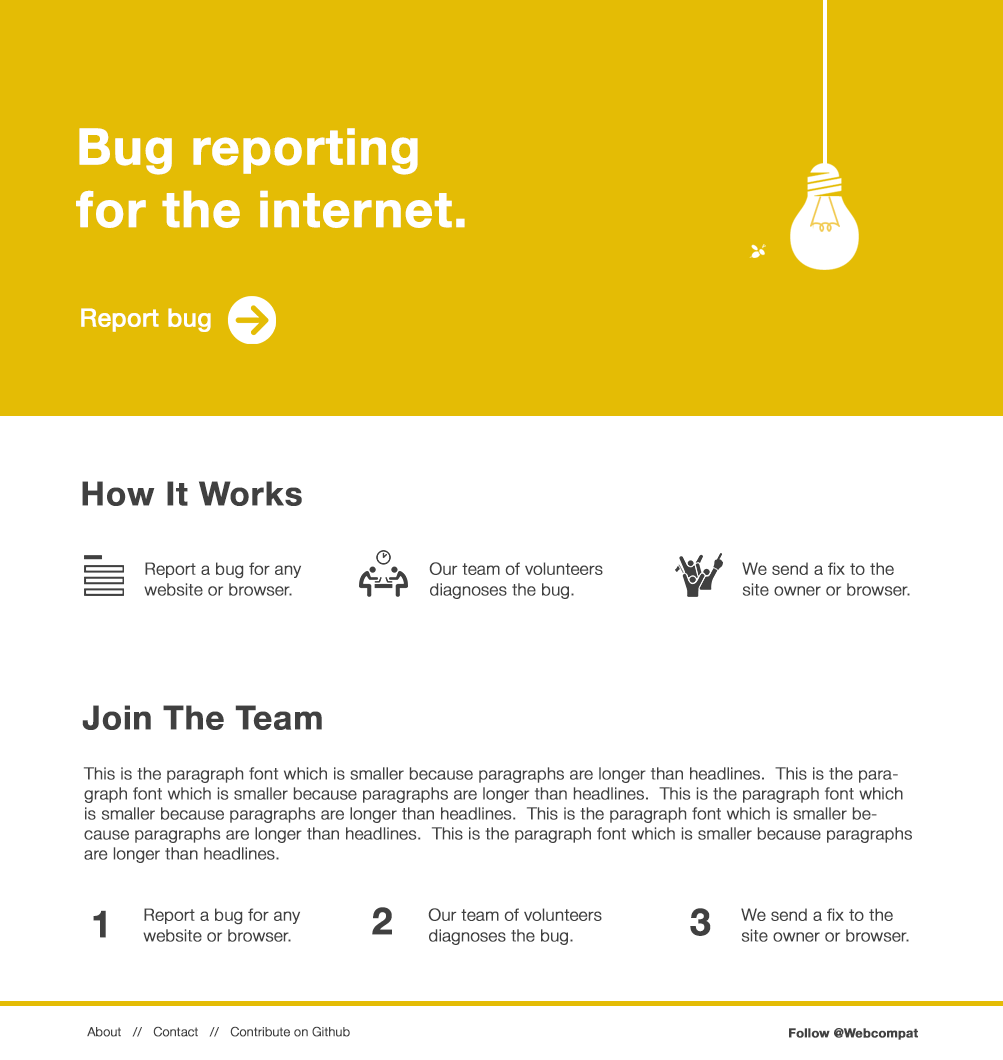 Bug reporting
for the internet.
Report bug
How It Works
Report a bug for any
website or browser.
Our team of volunteers
diagnoses the bug.
We send a fix to the
site owner or browser.
Join The Team
This is the paragraph font which is smaller because paragraphs are longer than headlines.  This is the para-
graph font which is smaller because paragraphs are longer than headlines.  This is the paragraph font which
is smaller because paragraphs are longer than headlines.  This is the paragraph font which is smaller be-
cause paragraphs are longer than headlines.  This is the paragraph font which is smaller because paragraphs
are longer than headlines.
1
Report a bug for any
website or browser.
2
Our team of volunteers
diagnoses the bug.
3
We send a fix to the
site owner or browser.
About // Contact // Contribute on Github
Follow @Webcompat